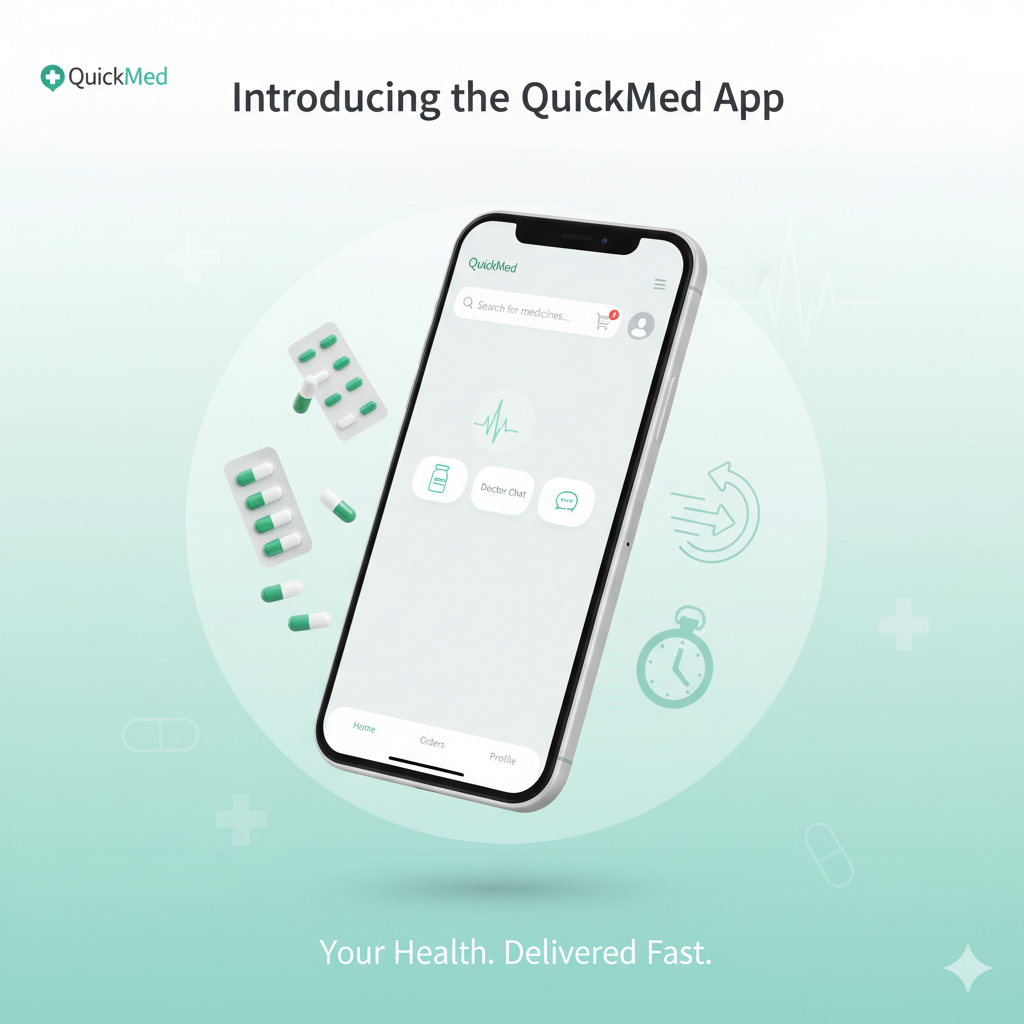 QuickMed
Introducing the QuickMed App
QuickMed
Search for medicines...
Doctor Chat
Home
Orders
Profile
Your Health. Delivered Fast.